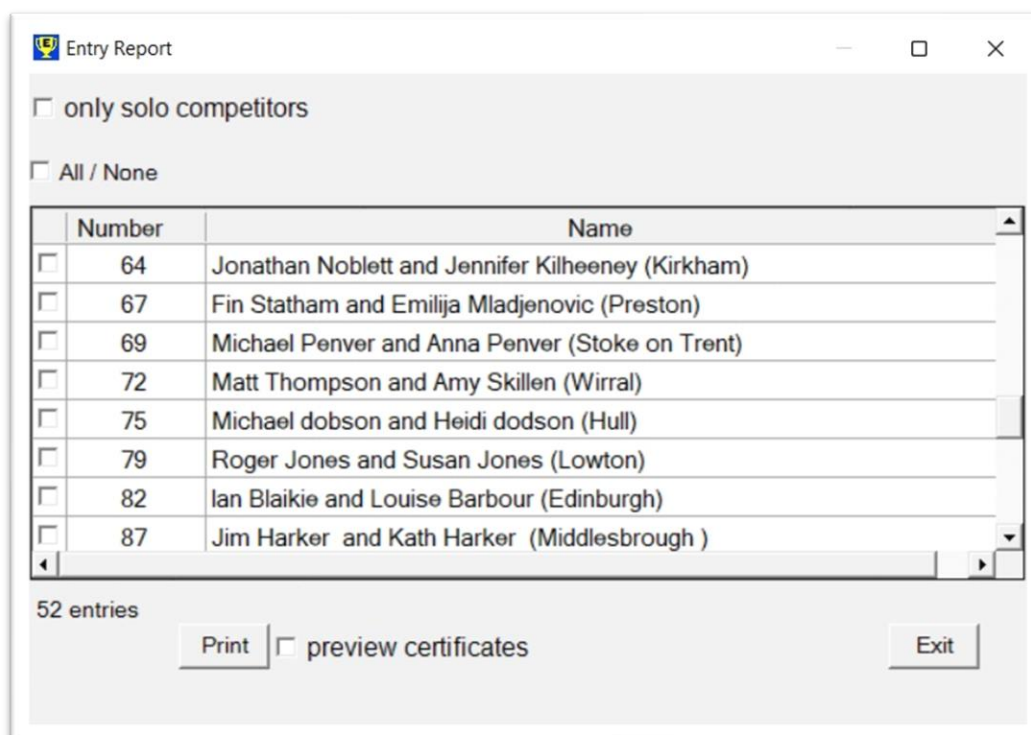 Entry Report
only solo competitors
All / None
Number Name
64 Jonathan Noblett and Jennifer Kilheeney (Kirkham)
67 Fin Statham and Emilija Mladjenovic (Preston)
69 Michael Penver and Anna Penver (Stoke on Trent)
72 Matt Thompson and Amy Skillen (Wirral)
75 Michael dobson and Heidi dodson (Hull)
79 Roger Jones and Susan Jones (Lowton)
82 Ian Blaikie and Louise Barbour (Edinburgh)
87 Jim Harker  and Kath Harker  (Middlesbrough )
52 entries
Print preview certificates Exit